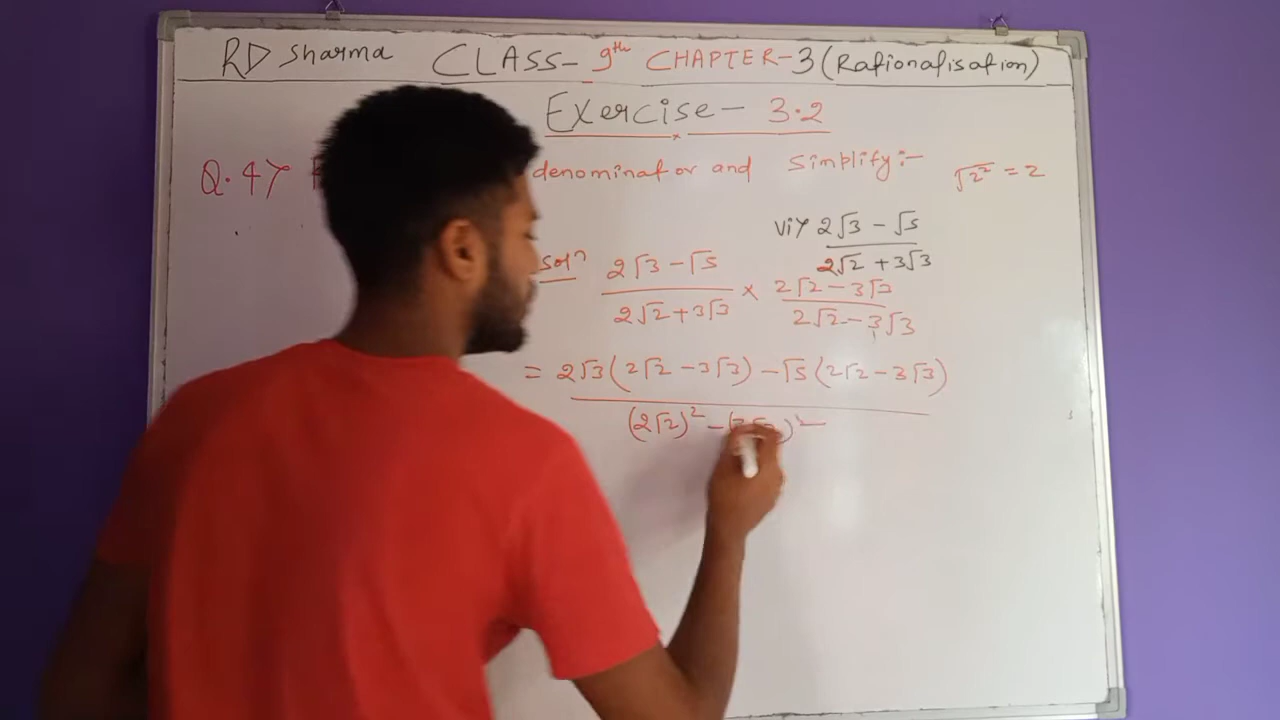 RD Sharma CLASS- 9th CHAPTER-3 (Rationalisation)
Exercise - 3.2
Q.4> denominator and Simplify:- √2² = 2
vi> 2√3 - √5
2√2 + 3√3
Solⁿ 2√3 - √5 × 2√2 - 3√3
2√2 + 3√3 2√2 - 3√3
= 2√3 (2√2 - 3√3) - √5 (2√2 - 3√3)
(2√2)² - ( )²